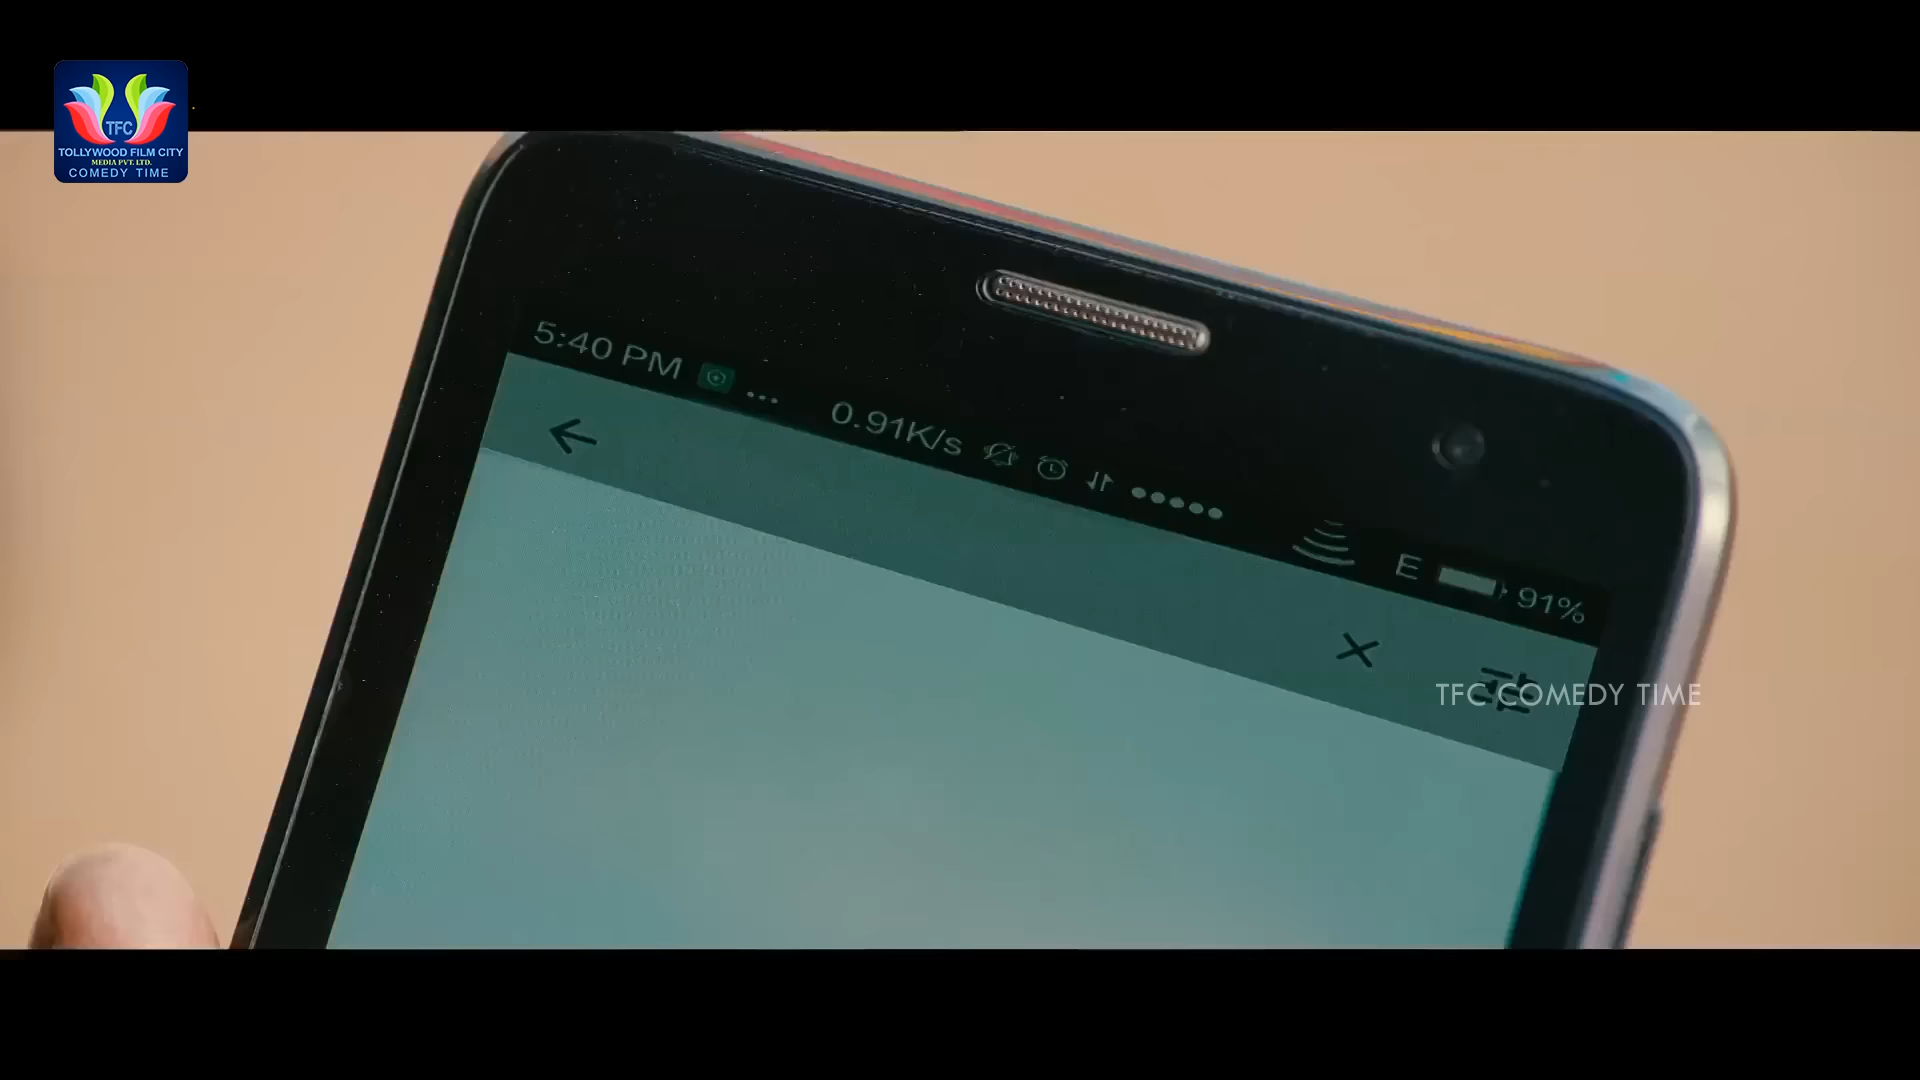 TFC
TOLLYWOOD FILM CITY
MEDIA PVT. LTD.
COMEDY TIME
5:40 PM ... 0.91K/s E 91%
TFC COMEDY TIME